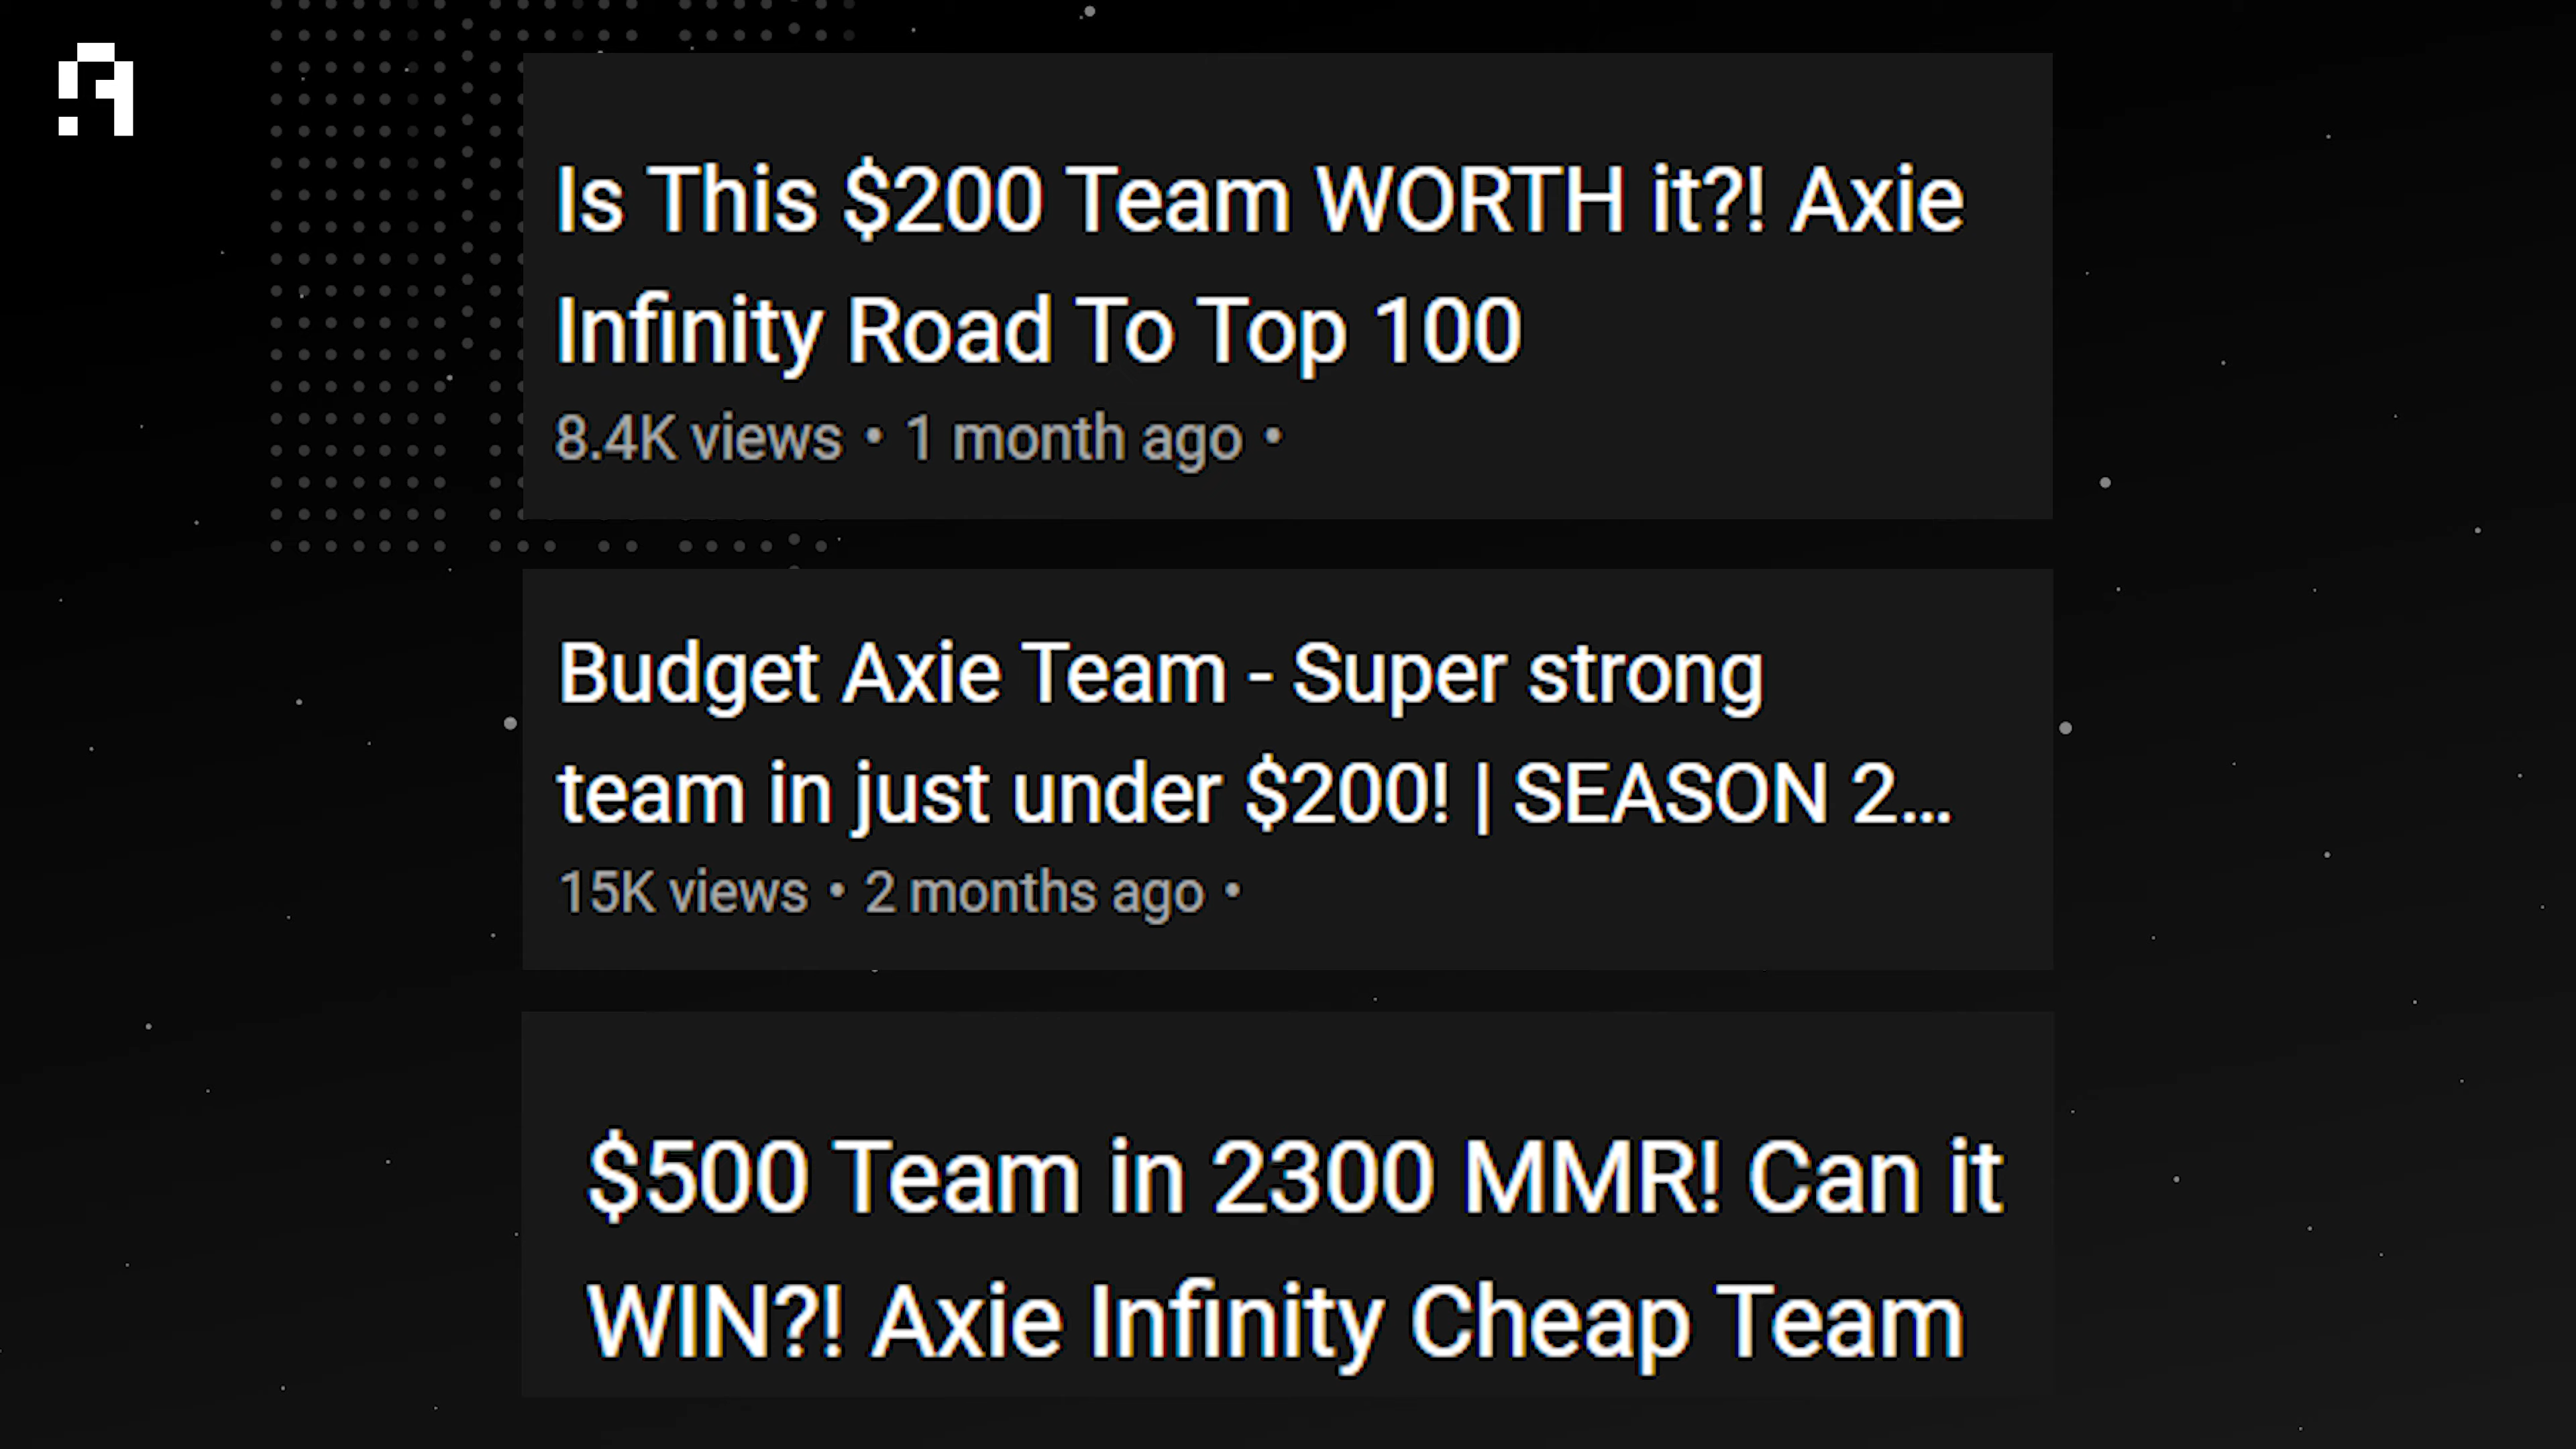 Is This $200 Team WORTH it?! Axie
Infinity Road To Top 100
8.4K views • 1 month ago •
Budget Axie Team - Super strong
team in just under $200! | SEASON 2...
15K views • 2 months ago •
$500 Team in 2300 MMR! Can it
WIN?! Axie Infinity Cheap Team